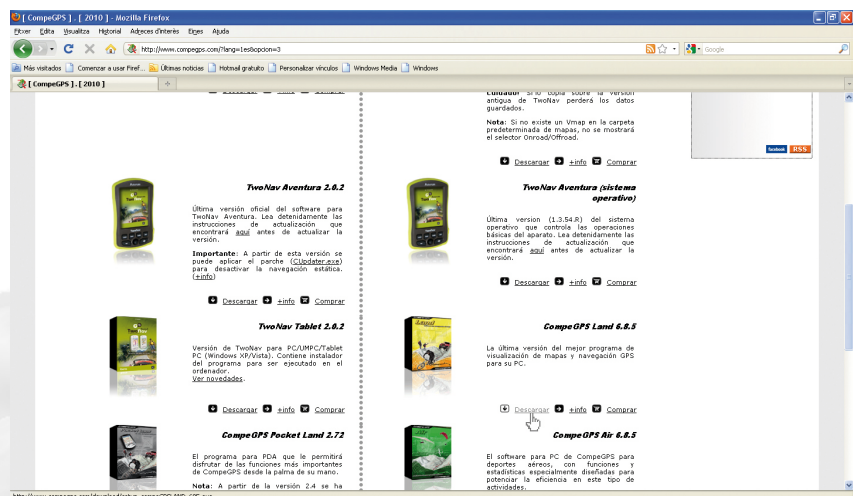 [ CompeGPS ] . [ 2010 ] - Mozilla Firefox
Fitxer Edita Visualitza Historial Adreces d'interès Eines Ajuda
http://www.compegps.com/?lang=1es&opcion=3
Google
Más visitados Comenzar a usar Firef... Últimas noticias Hotmail gratuito Personalizar vínculos Windows Media Windows
[ CompeGPS ] . [ 2010 ]
Descargar +info Comprar
Cuidado: Si lo copia sobre la versión
antigua de TwoNav perderá los datos
guardados.
Nota: Si no existe un Vmap en la carpeta
predeterminada de mapas, no se mostrará
el selector Onroad/Offroad.
Descargar +info Comprar
facebook RSS
TwoNav Aventura 2.0.2
Última versión oficial del software para
TwoNav Aventura. Lea detenidamente las
instrucciones de actualización que
encontrará aquí antes de actualizar la
versión.
Importante: A partir de esta versión se
puede aplicar el parche (CUpdater.exe)
para desactivar la navegación estática.
(+info)
Descargar +info Comprar
TwoNav Aventura (sistema
operativo)
Última version (1.3.54.R) del sistema
operativo que controla las operaciones
básicas del aparato. Lea detenidamente las
instrucciones de actualización que
encontrará aquí antes de actualizar la
versión.
Descargar +info Comprar
TwoNav Tablet 2.0.2
Versión de TwoNav para PC/UMPC/Tablet
PC (Windows XP/Vista). Contiene instalador
del programa para ser ejecutado en el
ordenador.
Ver novedades.
Descargar +info Comprar
CompeGPS Land 6.8.5
La última versión del mejor programa de
visualización de mapas y navegación GPS
para su PC.
Descargar +info Comprar
CompeGPS Pocket Land 2.72
El programa para PDA que le permitirá
disfrutar de las funciones más importantes
de CompeGPS desde la palma de su mano.
Nota: A partir de la versión 2.4 se ha
CompeGPS Air 6.8.5
El software para PC de CompeGPS para
deportes aéreos, con funciones y
estadísticas especialmente diseñadas para
potenciar la eficiencia en este tipo de
actividades.